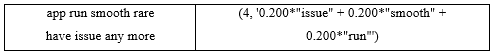 app run smooth rare
have issue any more
(4, '0.200*"issue" + 0.200*"smooth" +
0.200*"run"')